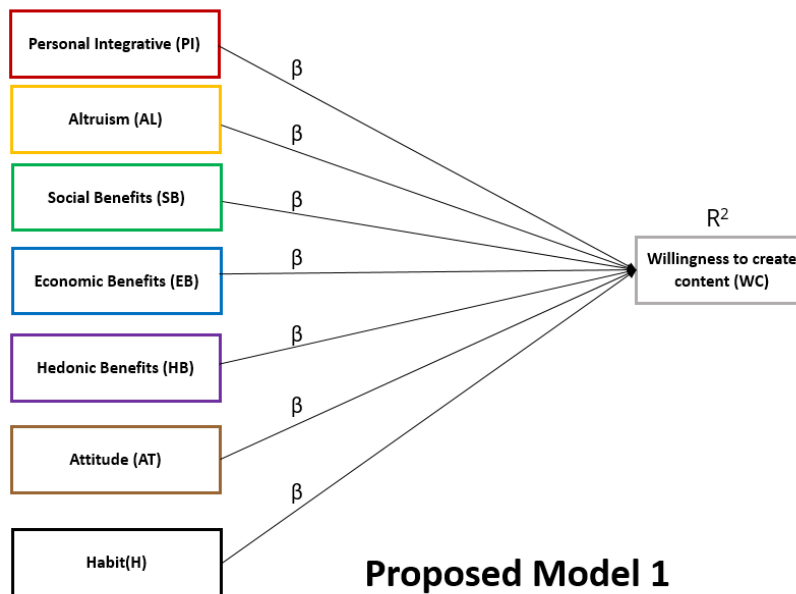 Personal Integrative (PI)
β
Altruism (AL)
β
Social Benefits (SB)
β
R²
Economic Benefits (EB)
β
Willingness to create
content (WC)
Hedonic Benefits (HB)
β
Attitude (AT)
β
β
Habit(H)
Proposed Model 1